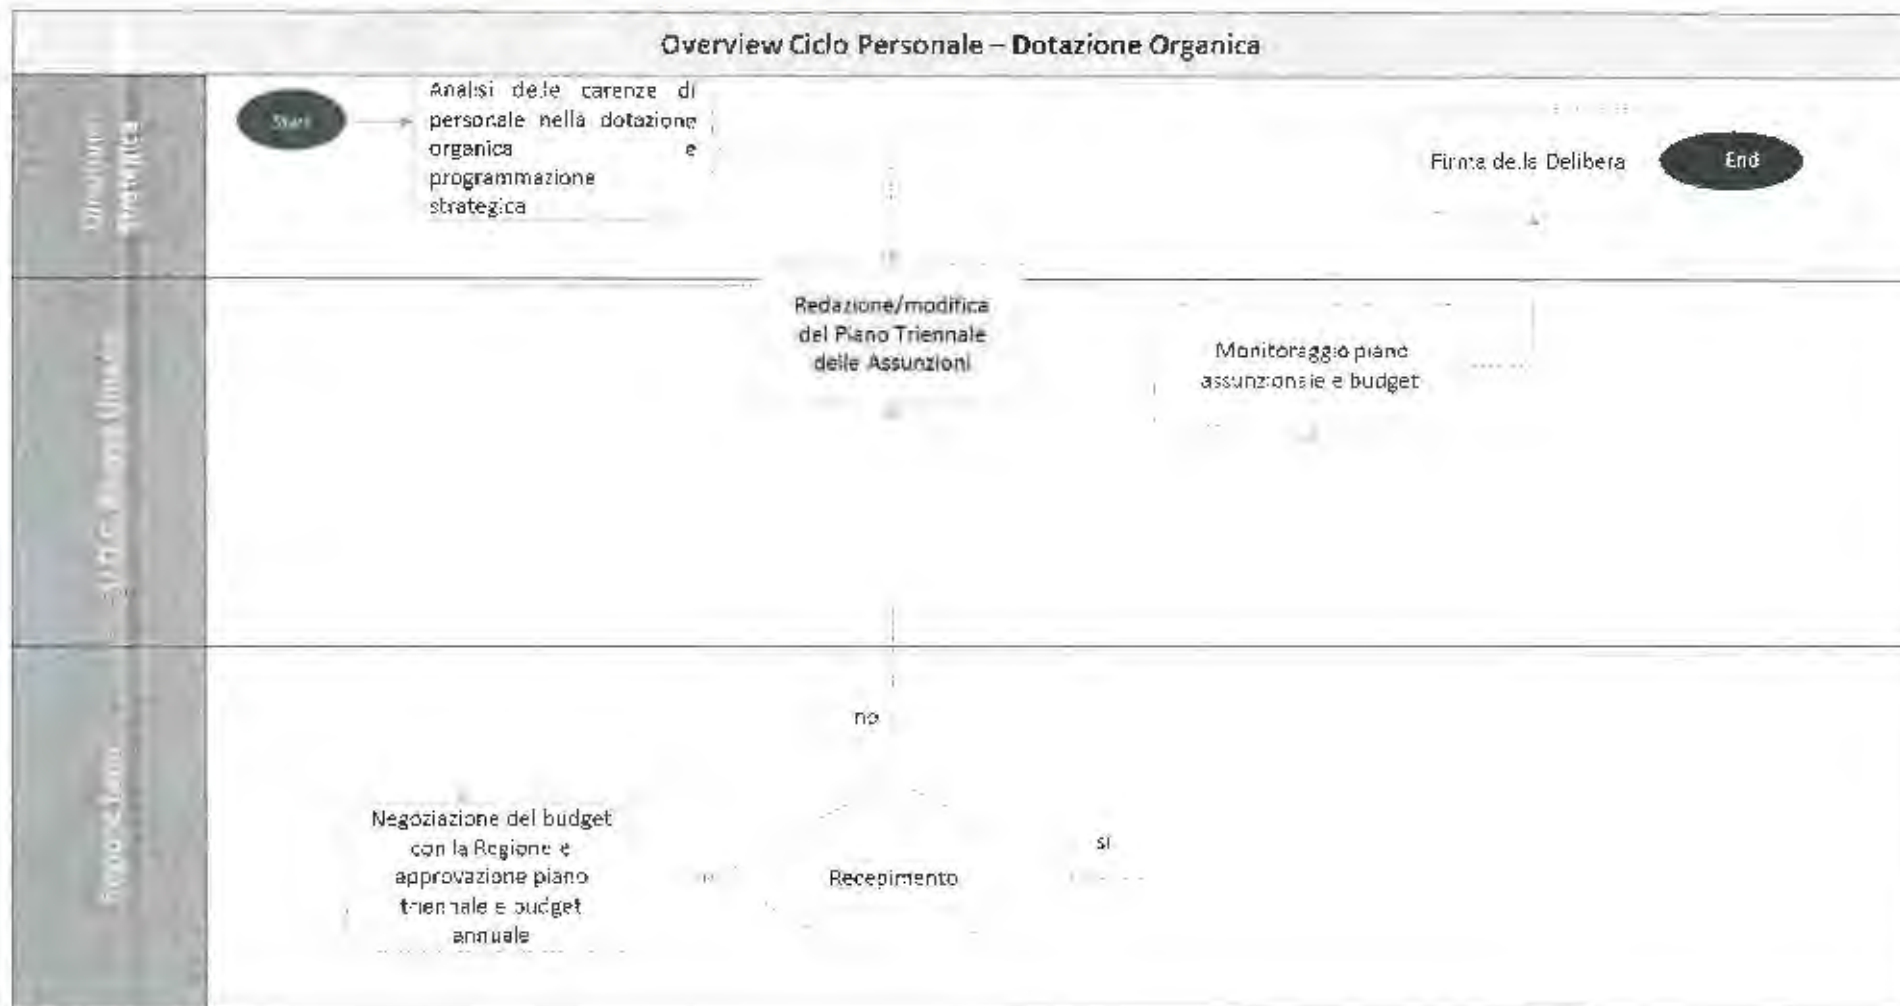 Overview Ciclo Personale – Dotazione Organica
Start
Analisi delle carenze di
personale nella dotazione
organica e
programmazione
strategica
Firma della Delibera
End
Strategica
Redazione/modifica
del Piano Triennale
delle Assunzioni
Monitoraggio piano
assunzionale e budget
no
Negoziazione del budget
con la Regione e
approvazione piano
triennale e budget
annuale
Recepimento
si